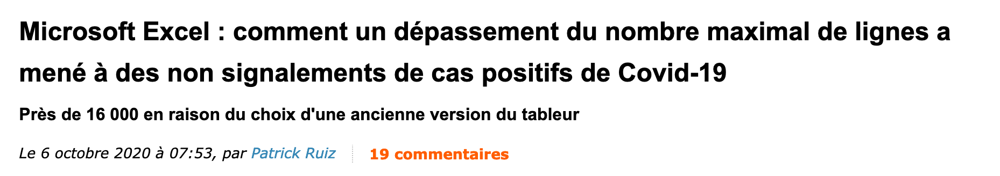 Microsoft Excel : comment un dépassement du nombre maximal de lignes a
mené à des non signalements de cas positifs de Covid-19
Près de 16 000 en raison du choix d'une ancienne version du tableur
Le 6 octobre 2020 à 07:53, par Patrick Ruiz 19 commentaires